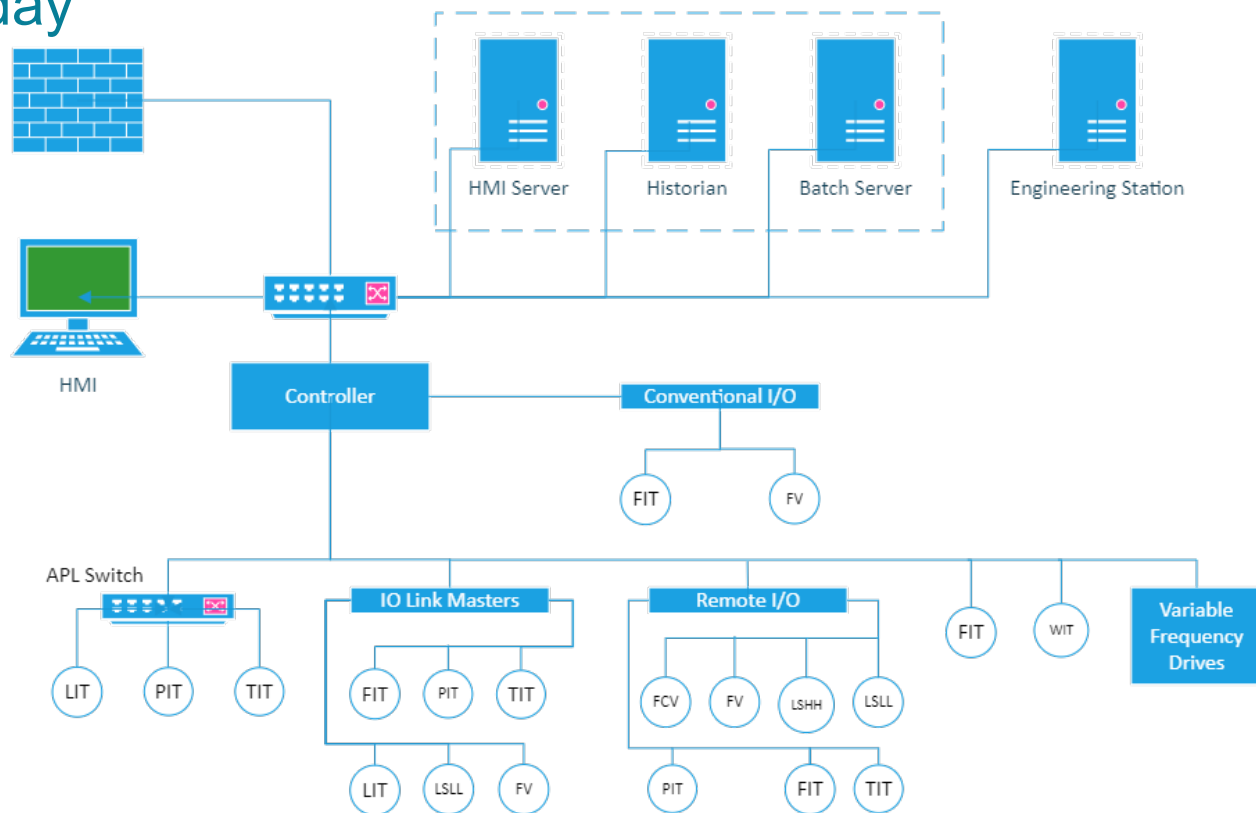 day
HMI Server
Historian
Batch Server
Engineering Station
HMI
Controller
Conventional I/O
FIT
FV
APL Switch
IO Link Masters
Remote I/O
Variable
Frequency
Drives
FIT
WIT
LIT
PIT
TIT
FIT
PIT
TIT
FCV
FV
LSHH
LSLL
LIT
LSLL
FV
PIT
FIT
TIT